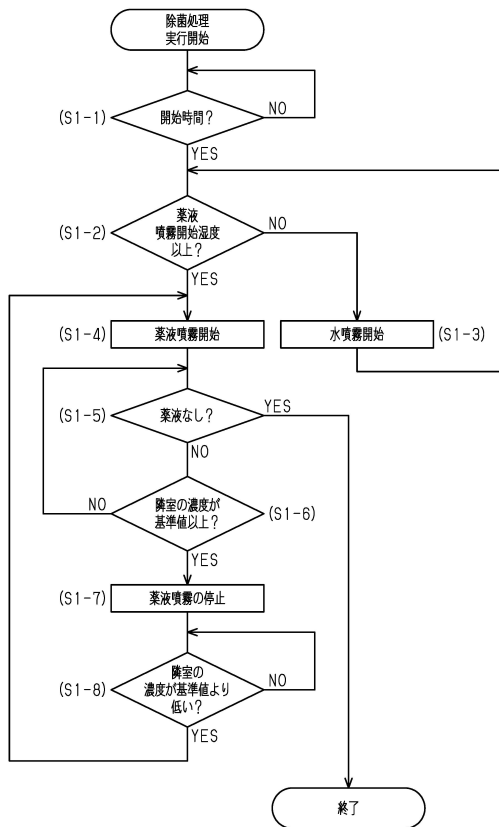 除菌処理
実行開始
(S1-1)
開始時間?
NO
YES
(S1-2)
薬液
噴霧開始湿度
以上?
NO
YES
(S1-4)
薬液噴霧開始
水噴霧開始
(S1-3)
(S1-5)
薬液なし?
YES
NO
NO
隣室の濃度が
基準値以上?
(S1-6)
YES
(S1-7)
薬液噴霧の停止
(S1-8)
隣室の
濃度が基準値より
低い?
NO
YES
終了